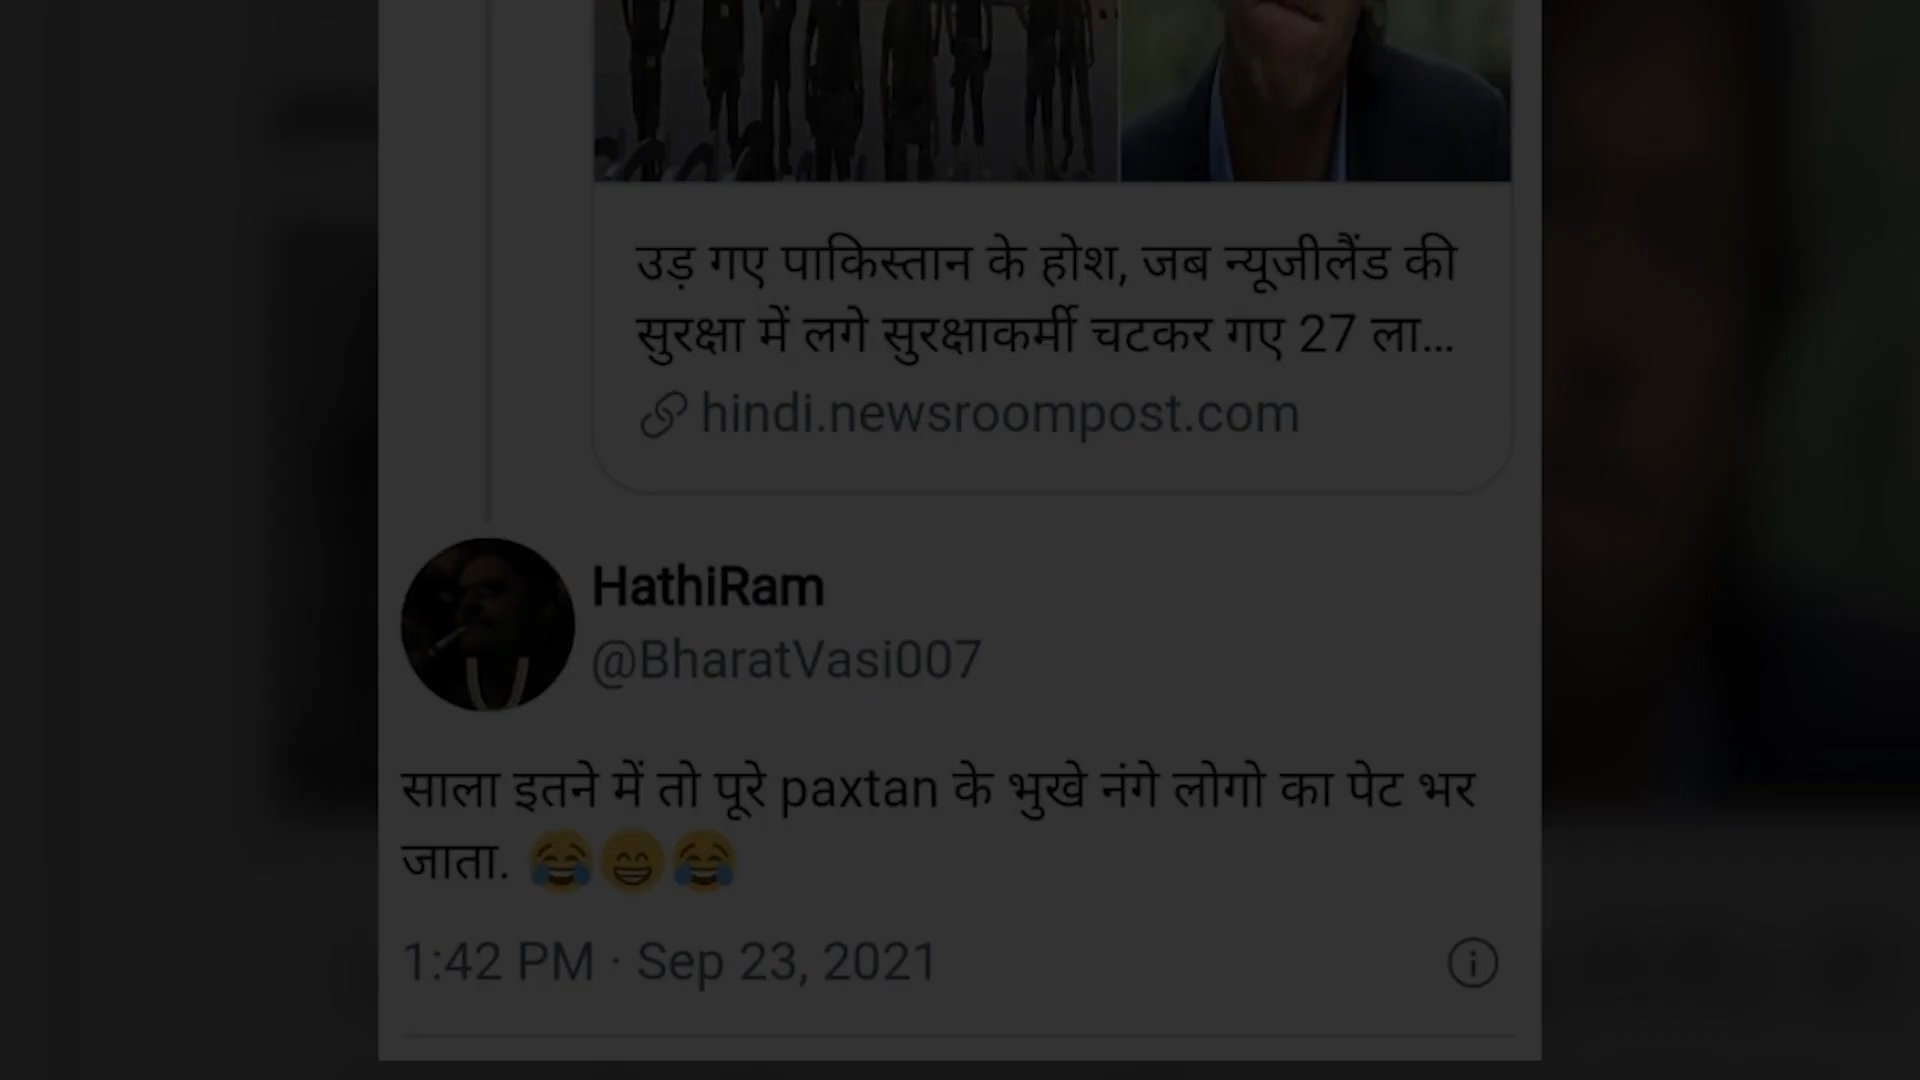 उड़ गए पाकिस्तान के होश, जब न्यूजीलैंड की
सुरक्षा में लगे सुरक्षाकर्मी चटकर गए 27 ला...
hindi.newsroompost.com
HathiRam
@BharatVasi007
साला इतने में तो पूरे paxtan के भुखे नंगे लोगो का पेट भर
जाता. 😂😁😂
1:42 PM · Sep 23, 2021